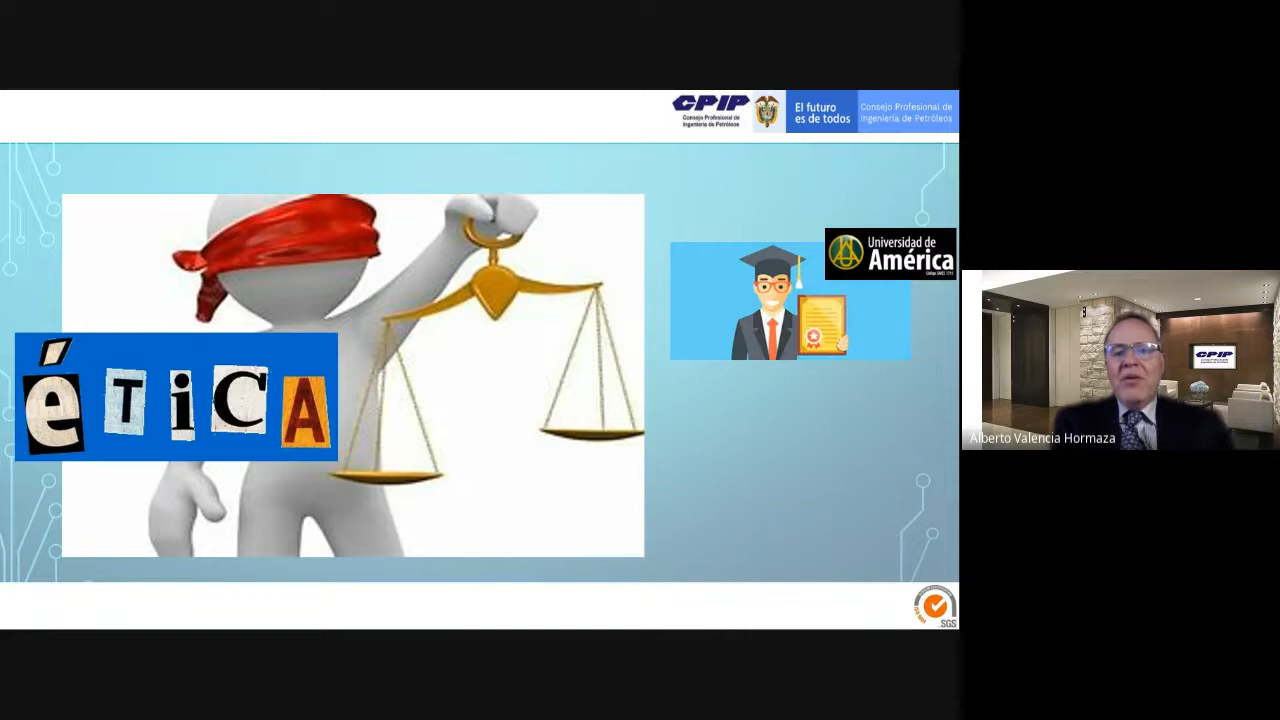 CPIP
Consejo Profesional de
Ingeniería de Petróleos
El futuro
es de todos
Consejo Profesional de
Ingeniería de Petróleos
Universidad de
América
éTiCA
CPIP
Alberto Valencia Hormaza
SGS